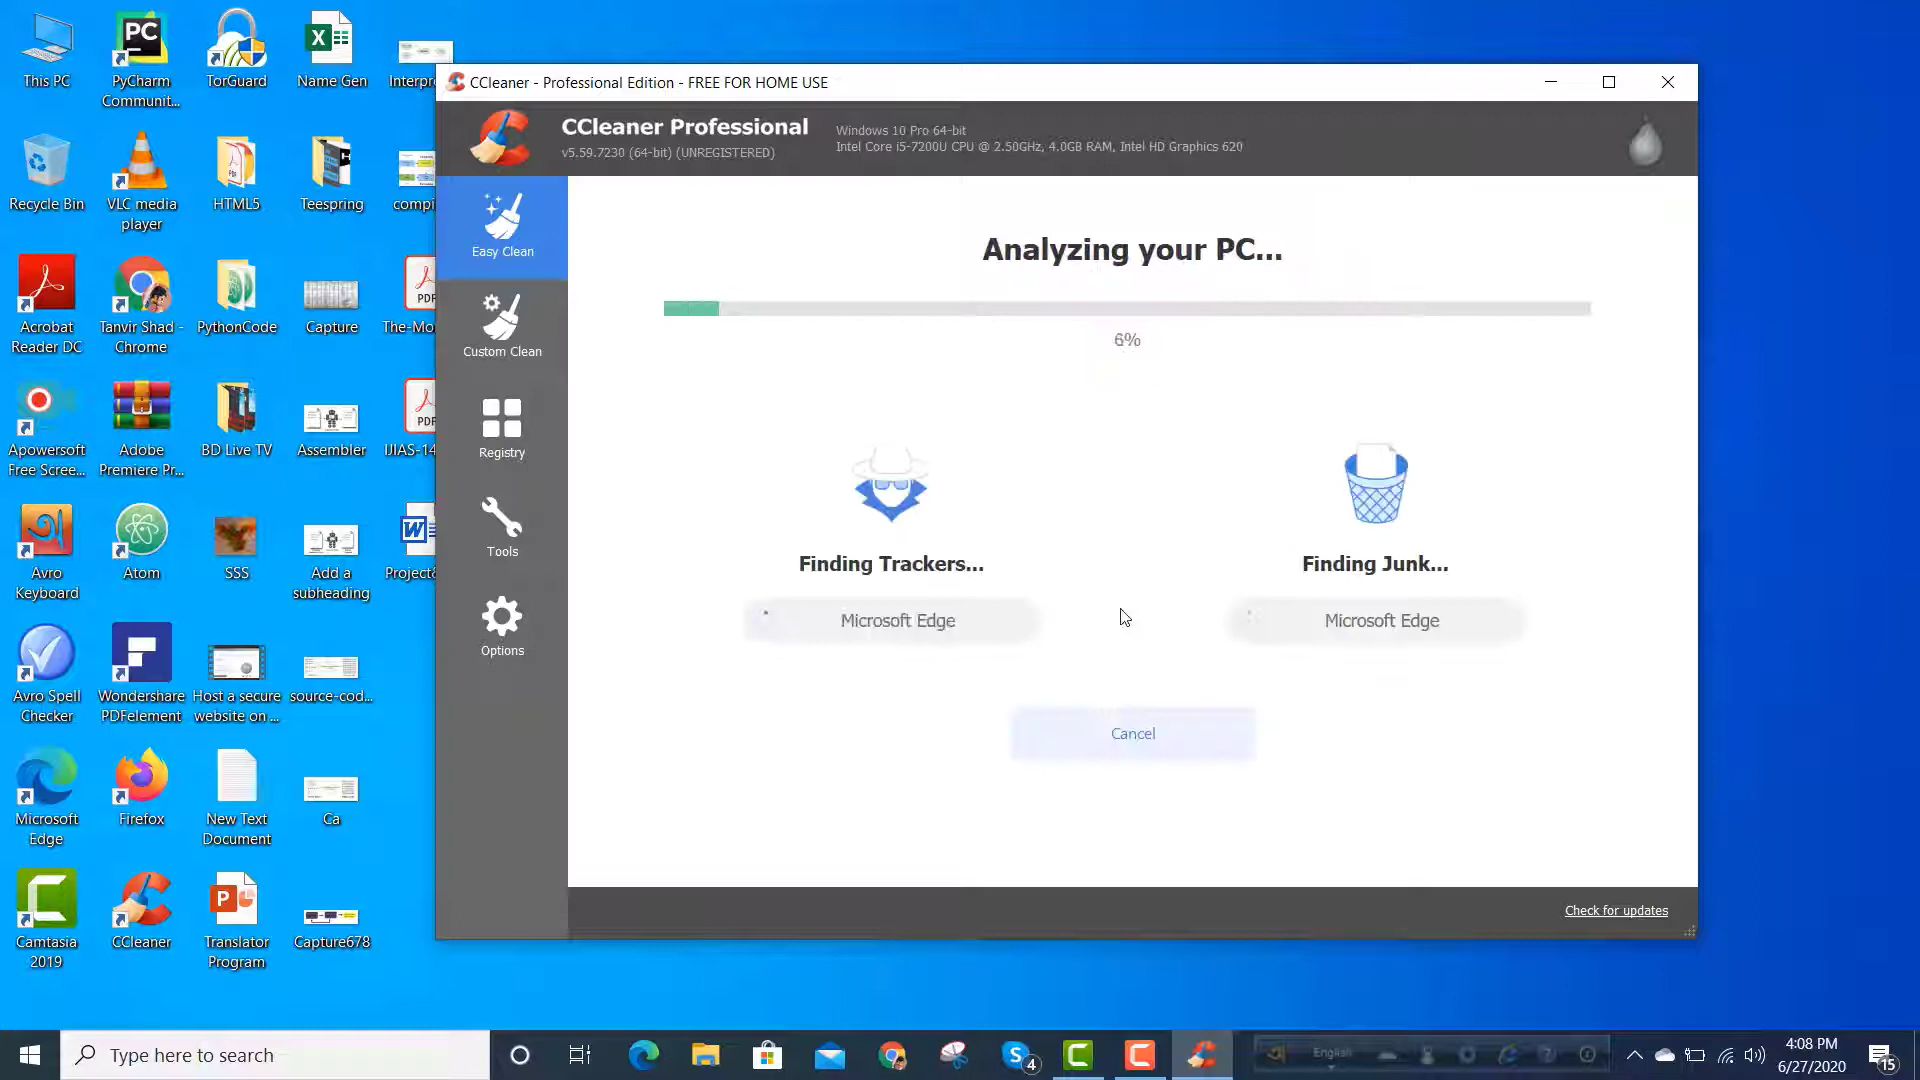 This PC
PyCharm
Communit...
TorGuard
Name Gen
Recycle Bin
VLC media
player
HTML5
Teespring
Acrobat
Reader DC
Tanvir Shad -
Chrome
PythonCode
Capture
The-Mo
PDF
Apowersoft
Free Scree...
Adobe
Premiere Pr...
BD Live TV
Assembler
IJIAS-14
PDF
Avro
Keyboard
Atom
SSS
Add a
subheading
Avro Spell
Checker
Wondershare
PDFelement
Host a secure
website on ...
source-cod...
Microsoft
Edge
Firefox
New Text
Document
Ca
Camtasia
2019
CCleaner
Translator
Program
Capture678
CCleaner - Professional Edition - FREE FOR HOME USE
CCleaner Professional
v5.59.7230 (64-bit) (UNREGISTERED)
Windows 10 Pro 64-bit
Intel Core i5-7200U CPU @ 2.50GHz, 4.0GB RAM, Intel HD Graphics 620
Easy Clean
Custom Clean
Registry
Tools
Options
Analyzing your PC...
6%
Finding Trackers...
Microsoft Edge
Finding Junk...
Microsoft Edge
Cancel
Check for updates
Type here to search
4
English
4:08 PM
6/27/2020
15